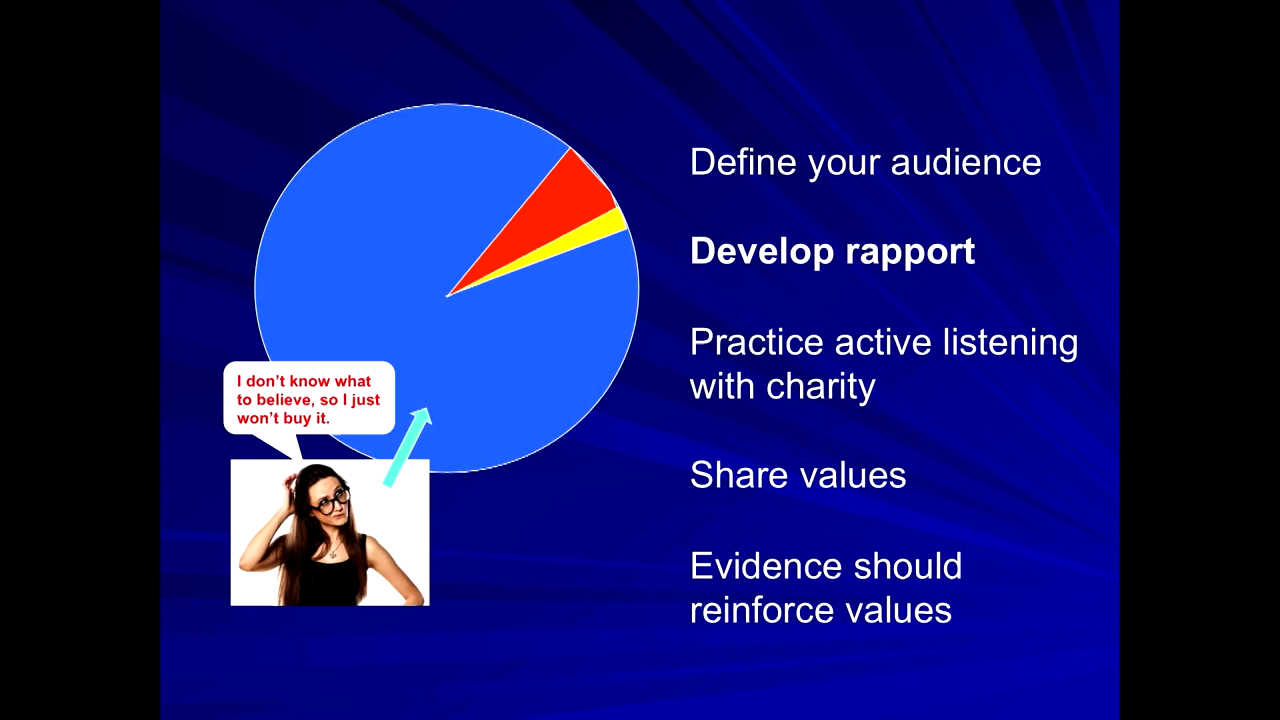 Define your audience
Develop rapport
Practice active listening
with charity
Share values
Evidence should
reinforce values
I don't know what
to believe, so I just
won't buy it.